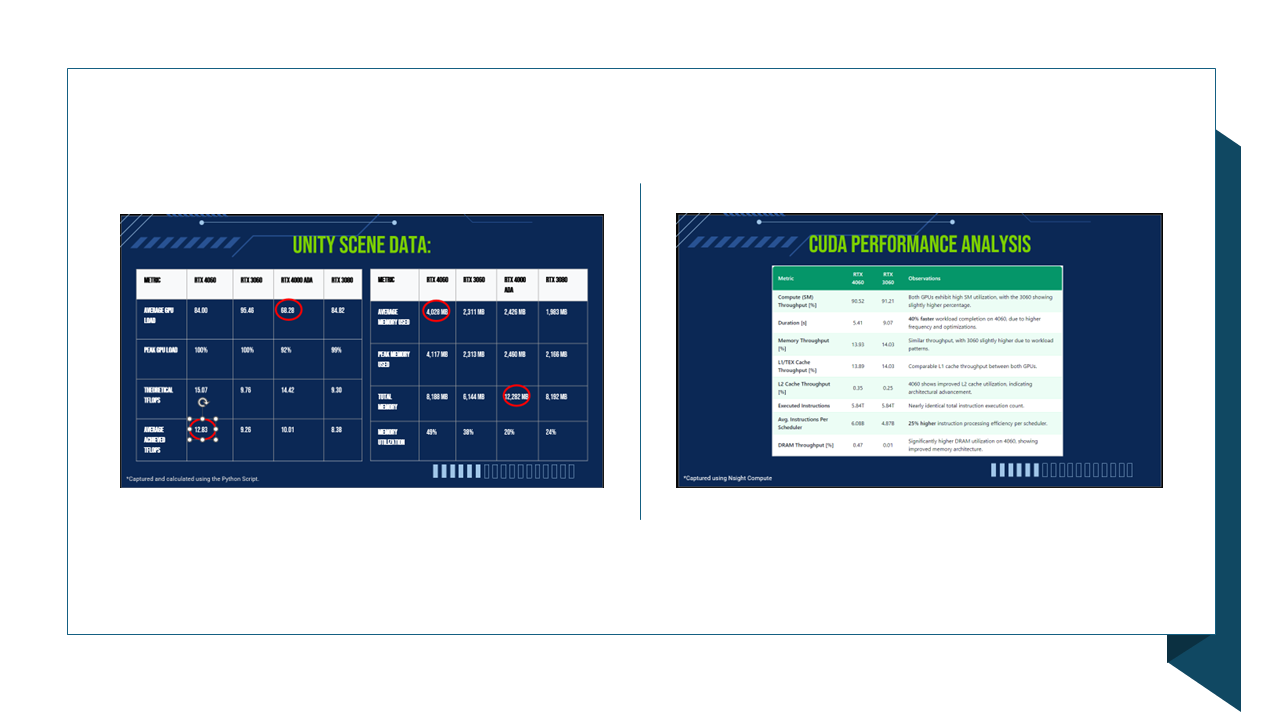 UNITY SCENE DATA:
METRIC RTX 4060 RTX 3060 RTX 4000 ADA RTX 3080
AVERAGE GPU
LOAD
84.00 95.46 68.28 84.82
PEAK GPU LOAD 100% 100% 92% 99%
THEORETICAL
TFLOPS
15.07 9.76 14.42 9.30
AVERAGE
ACHIEVED
TFLOPS
12.83 9.26 10.01 8.38
METRIC RTX 4060 RTX 3060 RTX 4000
ADA
RTX 3080
AVERAGE
MEMORY USED
4,028 MB 2,311 MB 2,426 MB 1,983 MB
PEAK MEMORY
USED
4,117 MB 2,313 MB 2,460 MB 2,166 MB
TOTAL
MEMORY
8,188 MB 6,144 MB 12,282 MB 8,192 MB
MEMORY
UTILIZATION
49% 38% 20% 24%
*Captured and calculated using the Python Script.
CUDA PERFORMANCE ANALYSIS
Metric RTX
4060
RTX
3060
Observations
Compute (SM)
Throughput [%]
90.52 91.21
Both GPUs exhibit high SM utilization, with the 3060 showing
slightly higher percentage.
Duration [s] 5.41 9.07
40% faster workload completion on 4060, due to higher
frequency and optimizations.
Memory Throughput
[%]
13.93 14.03
Similar throughput, with 3060 slightly higher due to workload
patterns.
L1/TEX Cache
Throughput [%]
13.89 14.03
Comparable L1 cache throughput between both GPUs.
L2 Cache Throughput
[%]
0.35 0.25
4060 shows improved L2 cache utilization, indicating
architectural advancement.
Executed Instructions 5.84T 5.84T Nearly identical total instruction execution count.
Avg. Instructions Per
Scheduler
6.08B 4.87B
25% higher instruction processing efficiency per scheduler.
DRAM Throughput [%] 0.47 0.01
Significantly higher DRAM utilization on 4060, showing
improved memory architecture.
*Captured using Nsight Compute